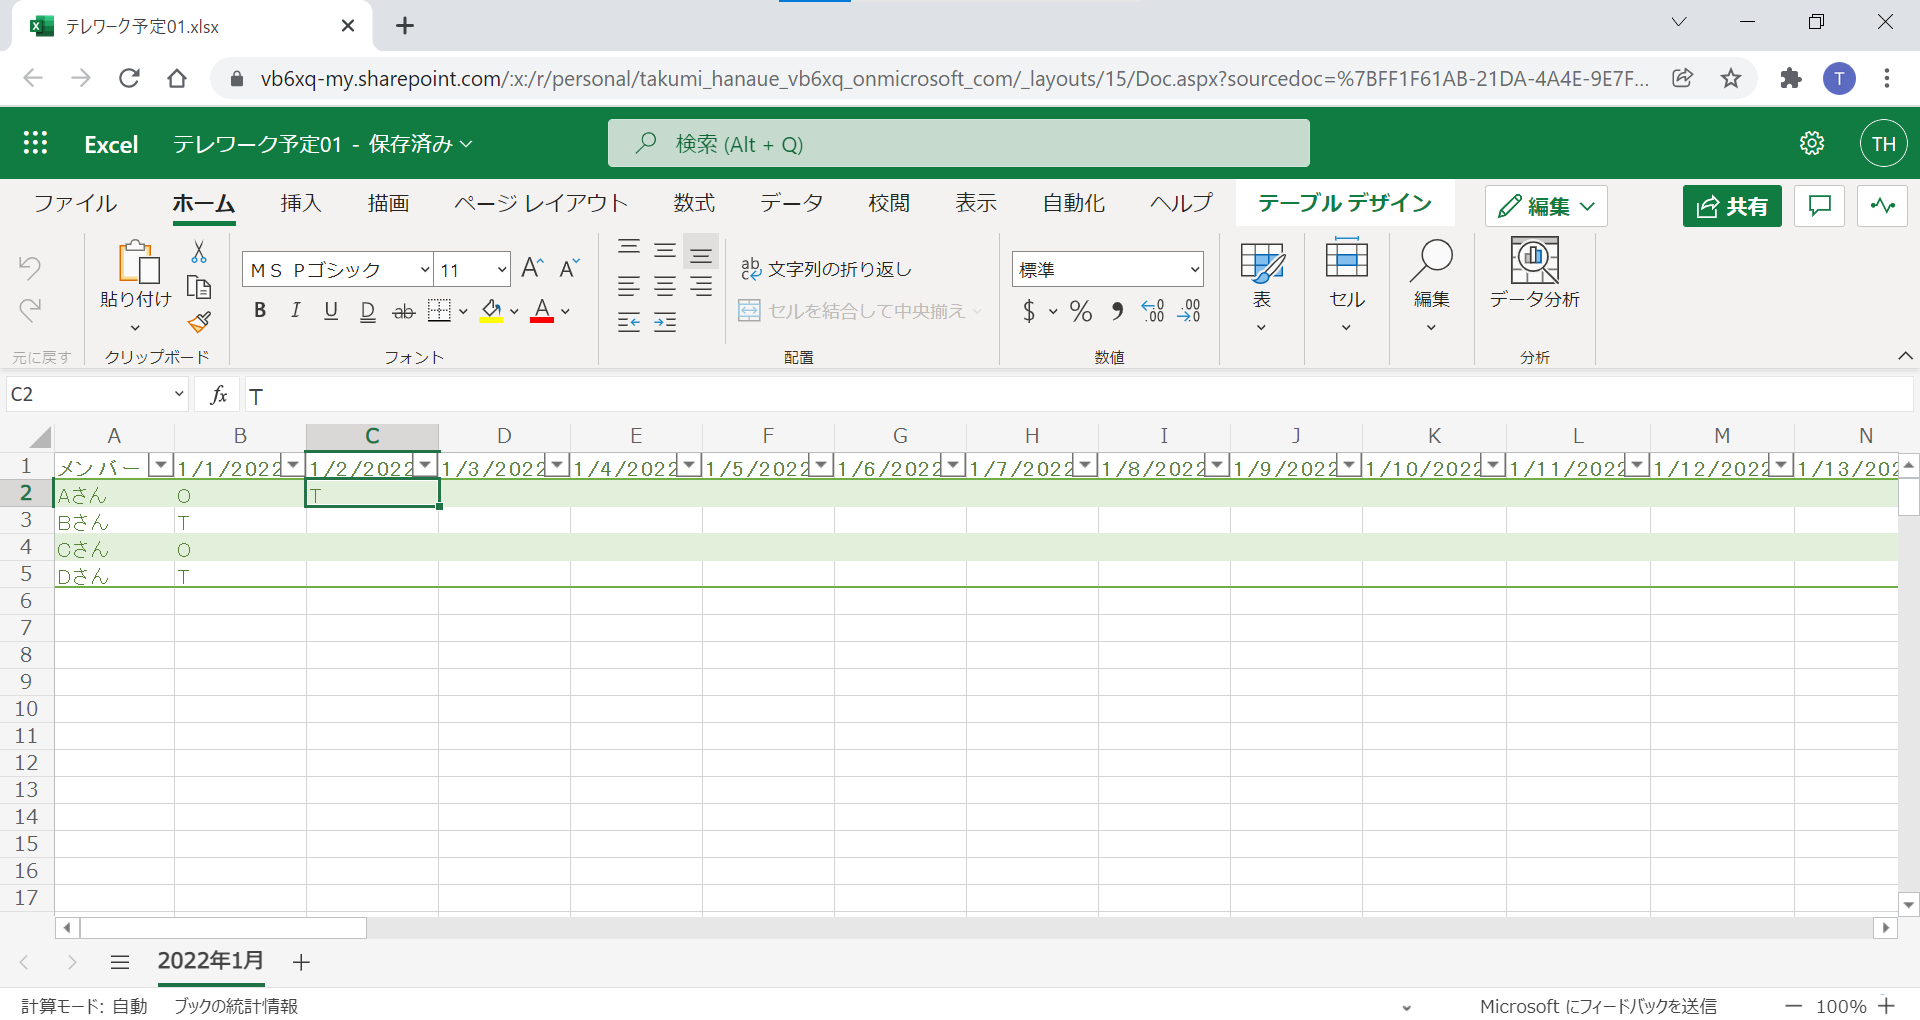 テレワーク予定01.xlsx
vb6xq-my.sharepoint.com/:x:/r/personal/takumi_hanaue_vb6xq_onmicrosoft_com/_layouts/15/Doc.aspx?sourcedoc=%7BFF1F61AB-21DA-4A4E-9E7F...
T
Excel テレワーク予定01 - 保存済み
検索 (Alt + Q)
TH
ファイル ホーム 挿入 描画 ページ レイアウト 数式 データ 校閲 表示 自動化 ヘルプ テーブル デザイン
編集 共有
貼り付け
ＭＳ Ｐゴシック 11
文字列の折り返し
標準
表 セル 編集 データ分析
B I U D ab
A
セルを結合して中央揃え
$ % ,
元に戻す クリップボード フォント 配置 数値 分析
C2 fx T
A B C D E F G H I J K L M N
1 メンバー 1/1/2022 1/2/2022 1/3/2022 1/4/2022 1/5/2022 1/6/2022 1/7/2022 1/8/2022 1/9/2022 1/10/2022 1/11/2022 1/12/2022 1/13/202
2 Aさん O T
3 Bさん T
4 Cさん O
5 Dさん T
6
7
8
9
10
11
12
13
14
15
16
17
2022年1月
計算モード: 自動 ブックの統計情報 Microsoft にフィードバックを送信 100%